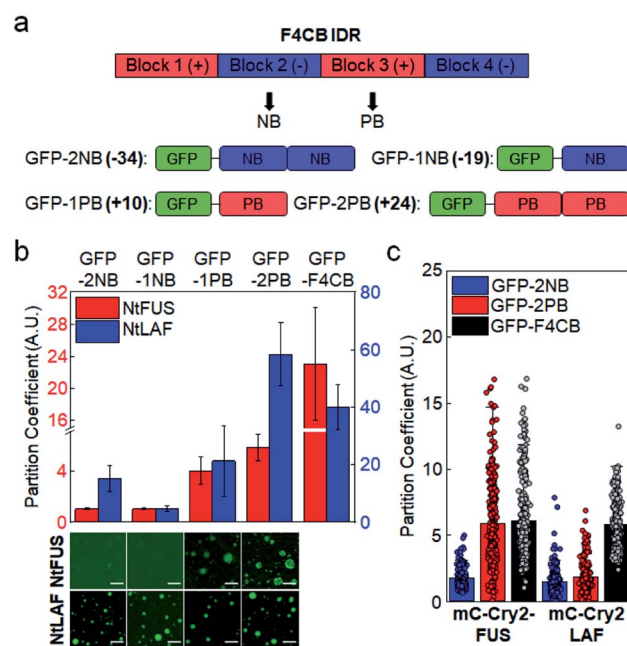 a
F4CB IDR
Block 1 (+) Block 2 (-) Block 3 (+) Block 4 (-)
NB PB
GFP-2NB (-34): GFP NB NB GFP-1NB (-19): GFP NB
GFP-1PB (+10): GFP PB GFP-2PB (+24): GFP PB PB
b
GFP GFP GFP GFP GFP
-2NB -1NB -1PB -2PB -F4CB
NtFUS
NtLAF
Partition Coefficient (A.U.)
32
28
24
20
16
4
0
80
60
40
20
0
Partition Coefficient (A.U.)
NtFUS
NtLAF
c
GFP-2NB
GFP-2PB
GFP-F4CB
Partition Coefficient (A.U.)
25
20
15
10
5
0
mC-Cry2- mC-Cry2
FUS LAF